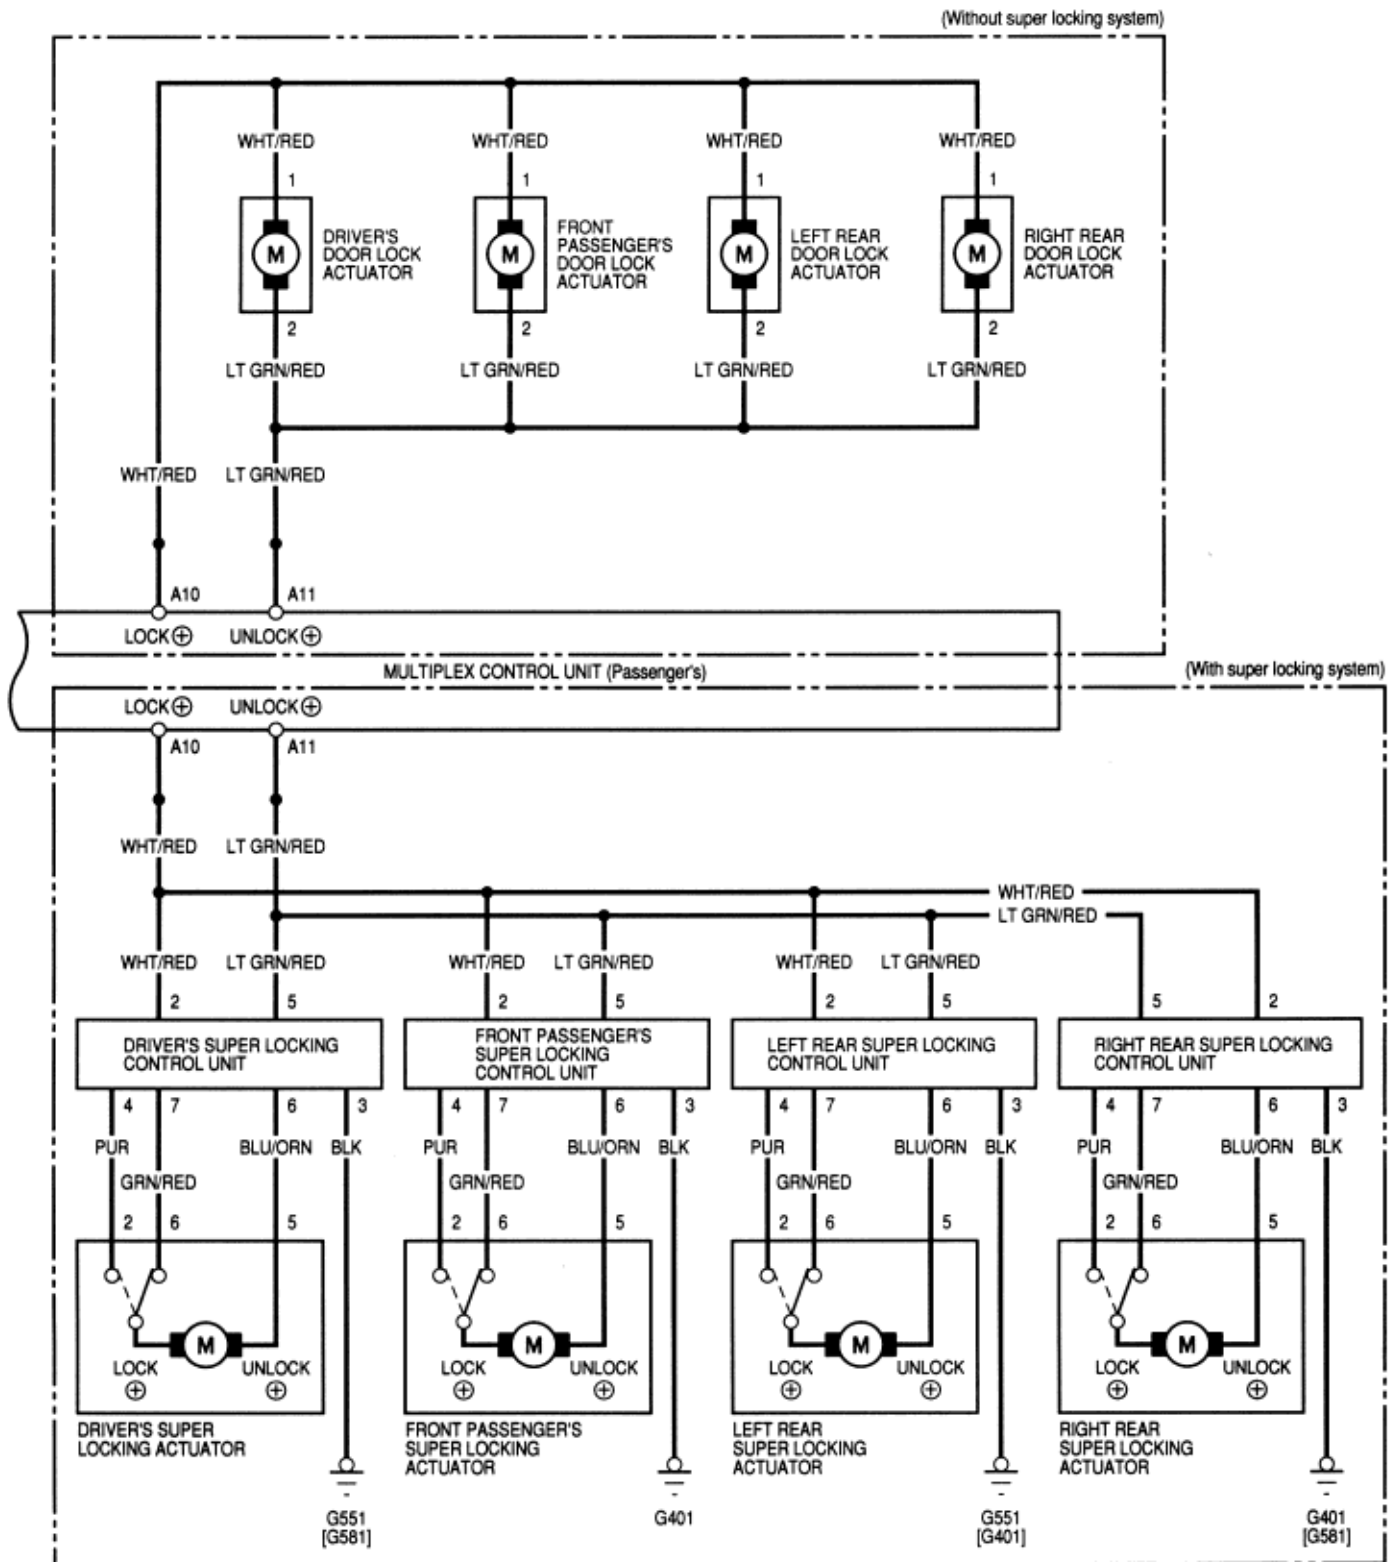 (Without super locking system)
WHT/RED WHT/RED WHT/RED WHT/RED
1 1 1 1
M DRIVER'S
DOOR LOCK
ACTUATOR
M FRONT
PASSENGER'S
DOOR LOCK
ACTUATOR
M LEFT REAR
DOOR LOCK
ACTUATOR
M RIGHT REAR
DOOR LOCK
ACTUATOR
2 2 2 2
LT GRN/RED LT GRN/RED LT GRN/RED LT GRN/RED
WHT/RED LT GRN/RED
A10 A11
LOCK⊕ UNLOCK⊕
MULTIPLEX CONTROL UNIT (Passenger's)
(With super locking system)
LOCK⊕ UNLOCK⊕
A10 A11
WHT/RED LT GRN/RED
WHT/RED
LT GRN/RED
WHT/RED LT GRN/RED WHT/RED LT GRN/RED WHT/RED LT GRN/RED
2 5 2 5 2 5 5 2
DRIVER'S SUPER LOCKING
CONTROL UNIT
FRONT PASSENGER'S
SUPER LOCKING
CONTROL UNIT
LEFT REAR SUPER LOCKING
CONTROL UNIT
RIGHT REAR SUPER LOCKING
CONTROL UNIT
4 7 6 3 4 7 6 3 4 7 6 3 4 7 6 3
PUR BLU/ORN BLK PUR BLU/ORN BLK PUR BLU/ORN BLK PUR BLU/ORN BLK
GRN/RED GRN/RED GRN/RED GRN/RED
2 6 5 2 6 5 2 6 5 2 6 5
M M M M
LOCK UNLOCK LOCK UNLOCK LOCK UNLOCK LOCK UNLOCK
⊕ ⊕ ⊕ ⊕ ⊕ ⊕ ⊕ ⊕
DRIVER'S SUPER
LOCKING ACTUATOR
FRONT PASSENGER'S
SUPER LOCKING
ACTUATOR
LEFT REAR
SUPER LOCKING
ACTUATOR
RIGHT REAR
SUPER LOCKING
ACTUATOR
G551
[G581]
G401
G551
[G401]
G401
[G581]